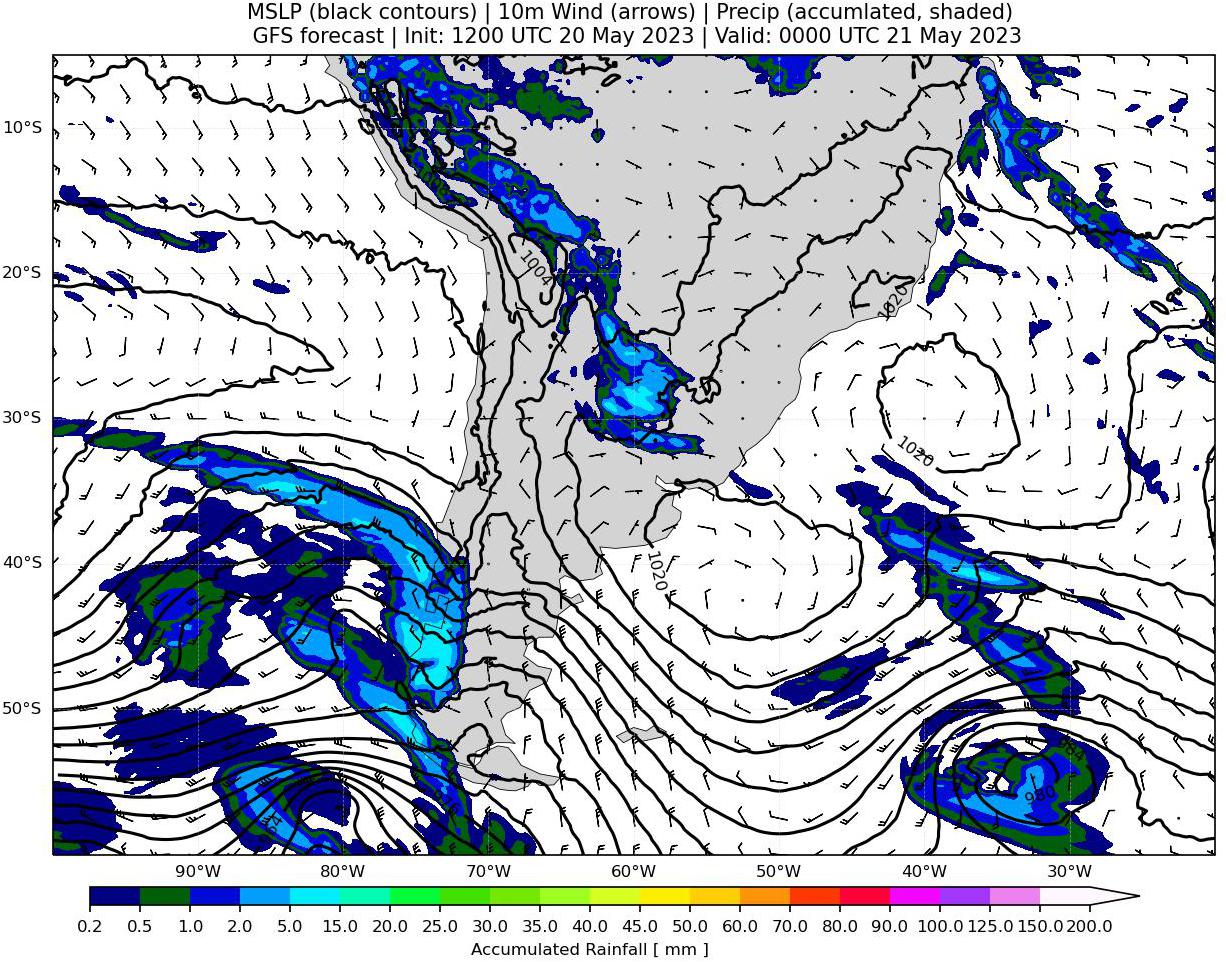 MSLP (black contours) | 10m Wind (arrows) | Precip (accumlated, shaded)
GFS forecast | Init: 1200 UTC 20 May 2023 | Valid: 0000 UTC 21 May 2023
10°S
20°S
30°S
40°S
50°S
1004
1020
1020
1020
980
90°W 80°W 70°W 60°W 50°W 40°W 30°W
0.2 0.5 1.0 2.0 5.0 10.0 15.0 20.0 25.0 30.0 35.0 40.0 45.0 50.0 60.0 70.0 80.0 90.0 100.0 125.0 150.0 200.0
Accumulated Rainfall [ mm ]